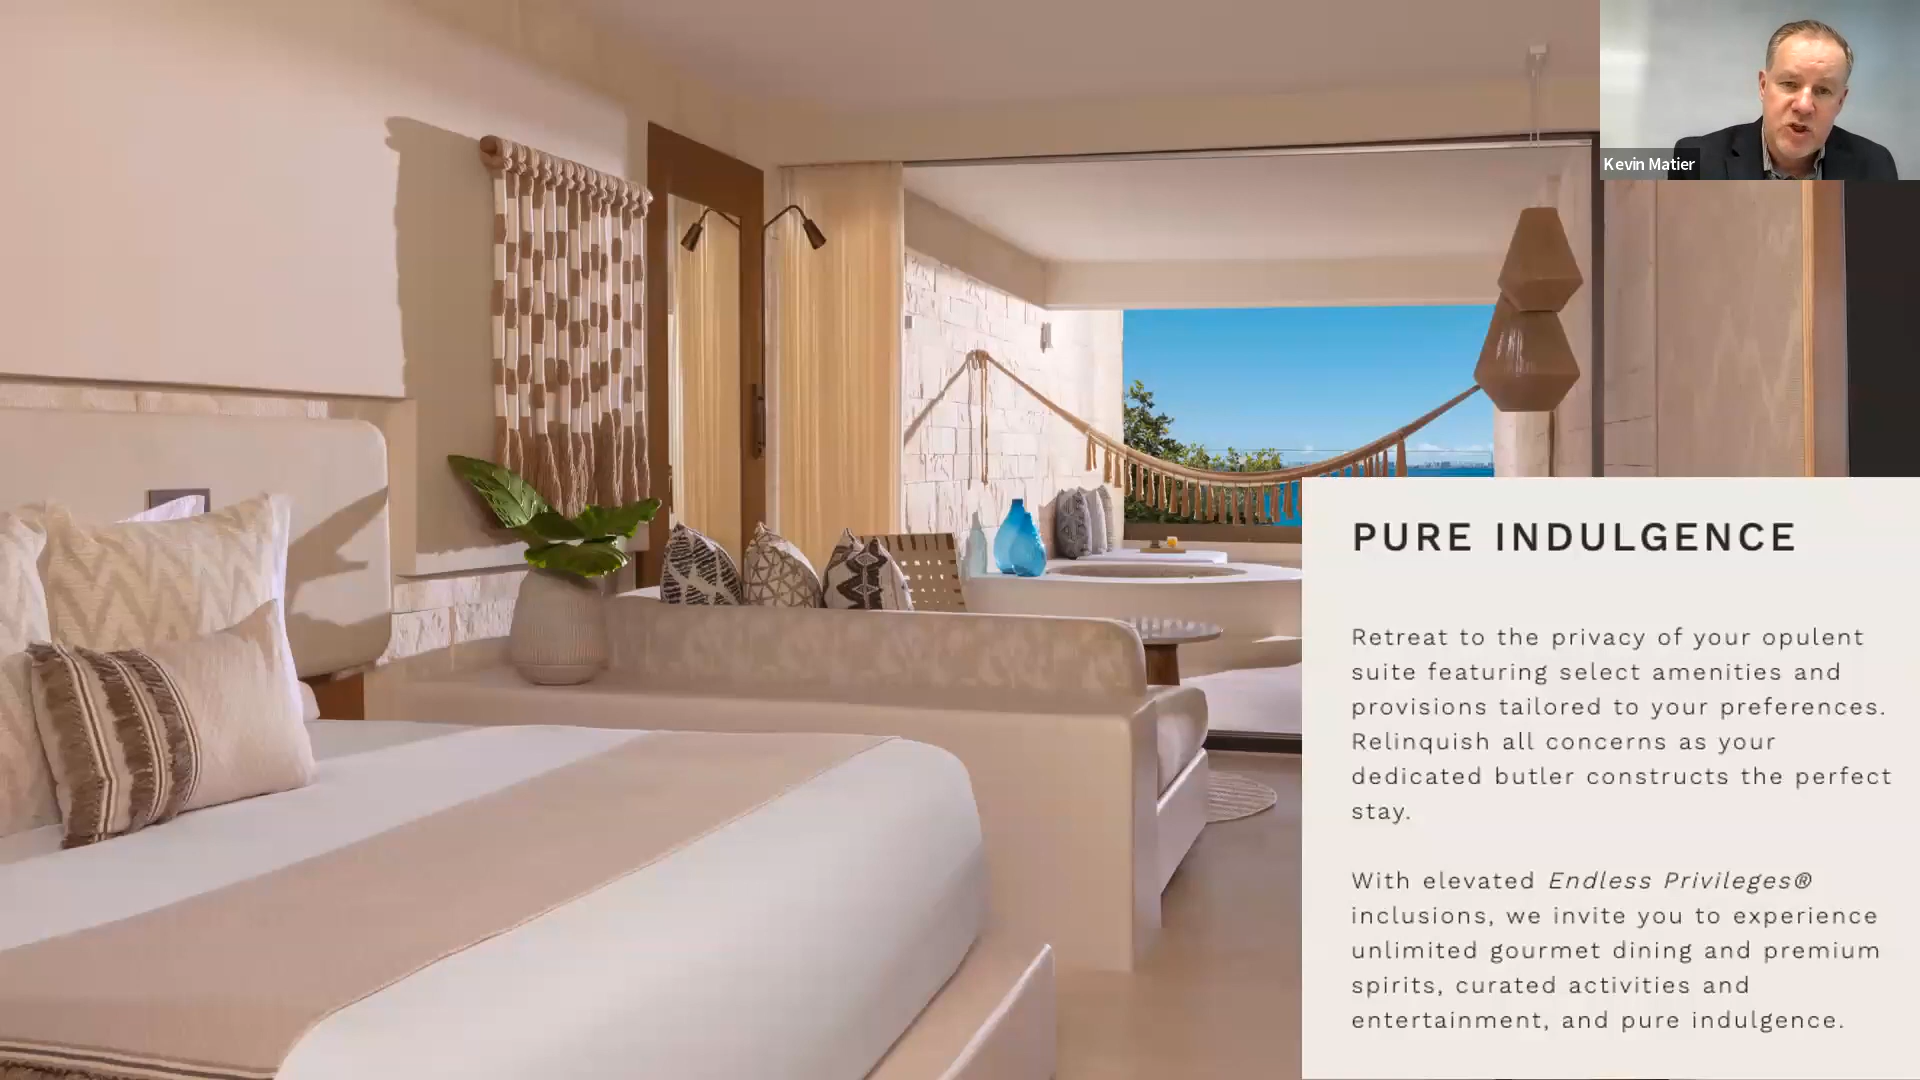 Kevin Matier
PURE INDULGENCE
Retreat to the privacy of your opulent
suite featuring select amenities and
provisions tailored to your preferences.
Relinquish all concerns as your
dedicated butler constructs the perfect
stay.
With elevated Endless Privileges®
inclusions, we invite you to experience
unlimited gourmet dining and premium
spirits, curated activities and
entertainment, and pure indulgence.